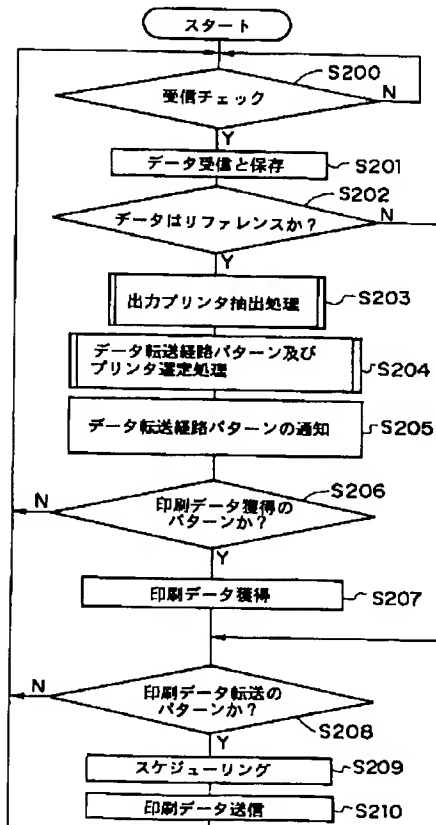 スタート
S200
受信チェック
N
Y
データ受信と保存
S201
S202
データはリファレンスか？
N
Y
出力プリンタ抽出処理
S203
データ転送経路パターン及び
プリンタ選定処理
S204
データ転送経路パターンの通知
S205
S206
N
印刷データ獲得の
パターンか？
Y
印刷データ獲得
S207
N
印刷データ転送の
パターンか？
S208
Y
スケジューリング
S209
印刷データ送信
S210